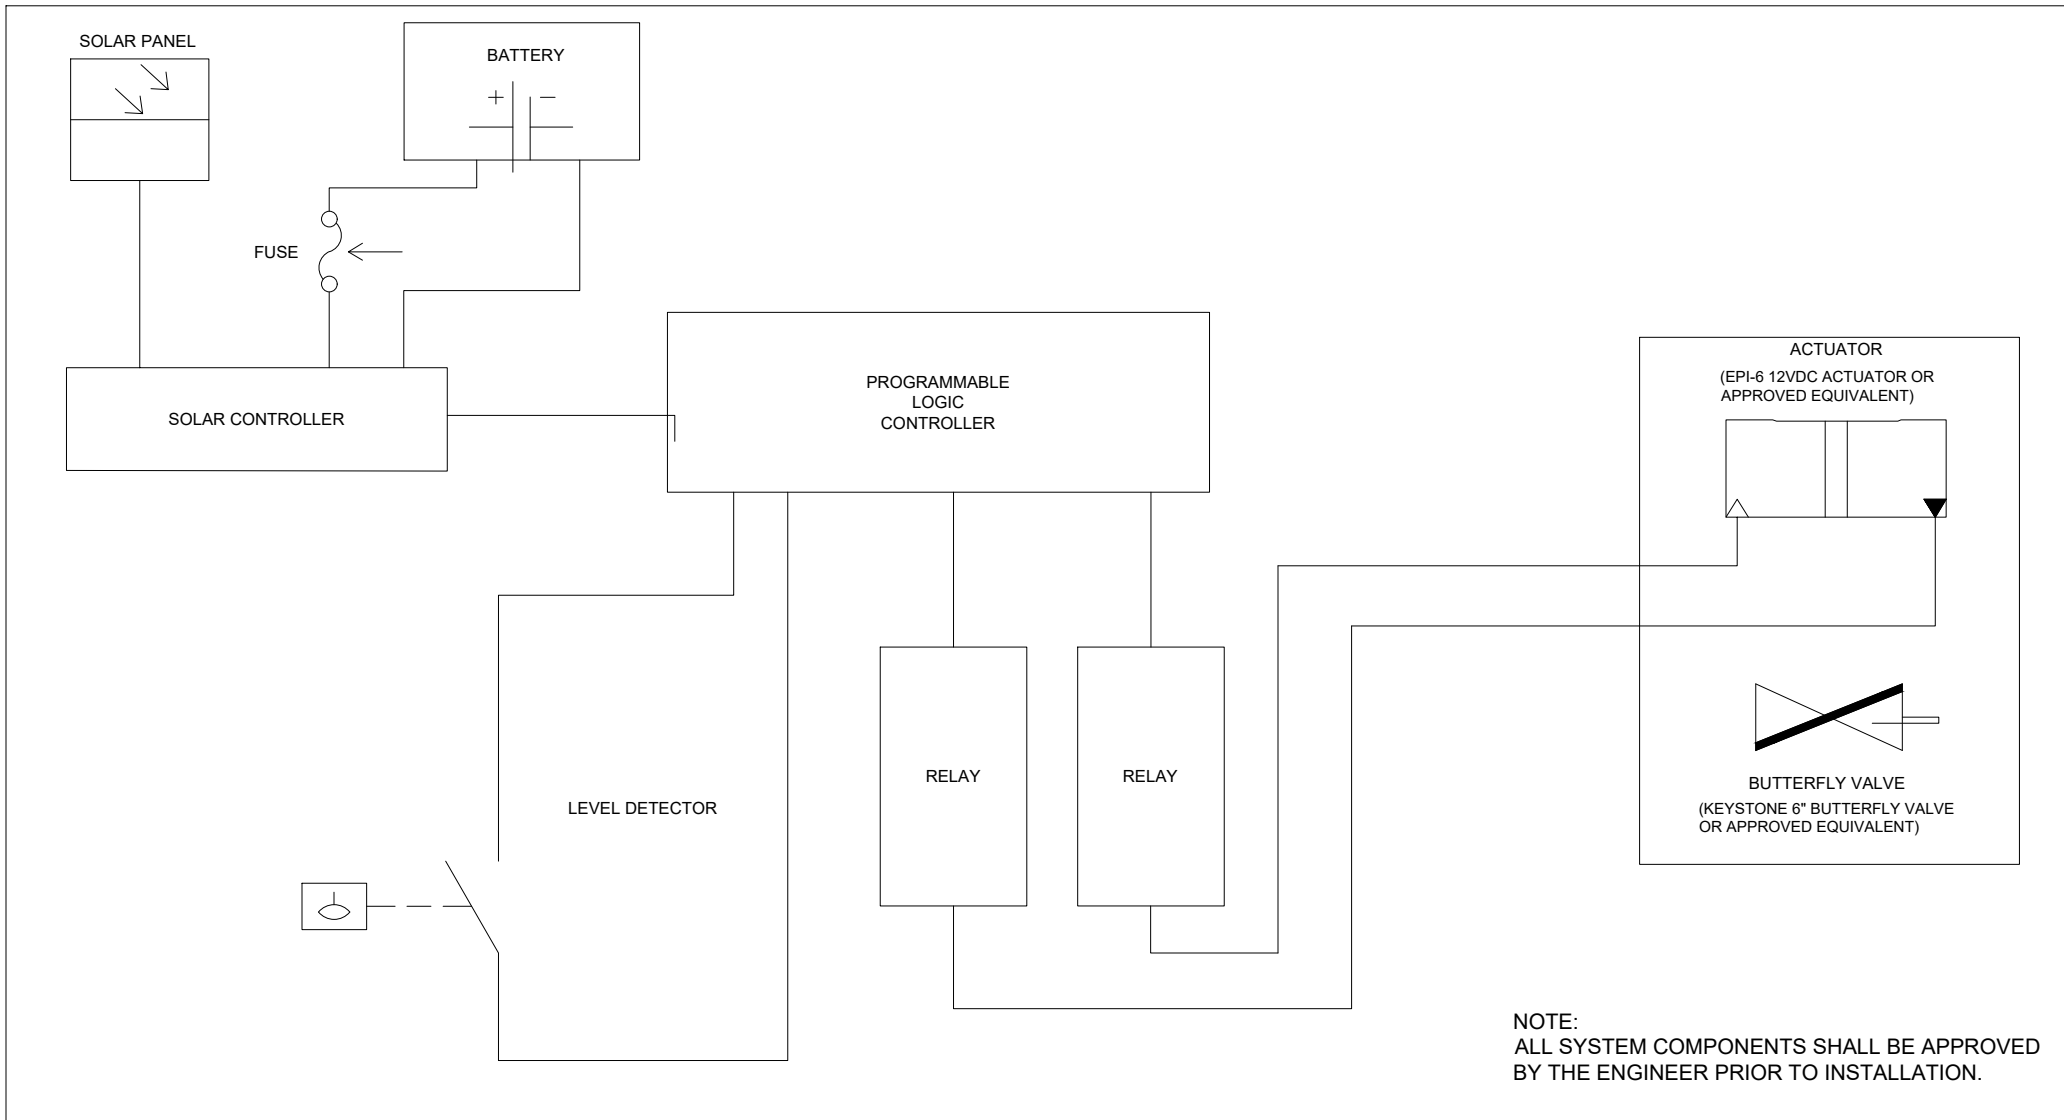 SOLAR PANEL
BATTERY
+ −
FUSE
SOLAR CONTROLLER
PROGRAMMABLE
LOGIC
CONTROLLER
ACTUATOR
(EPI-6 12VDC ACTUATOR OR
APPROVED EQUIVALENT)
LEVEL DETECTOR
RELAY
RELAY
BUTTERFLY VALVE
(KEYSTONE 6" BUTTERFLY VALVE
OR APPROVED EQUIVALENT)
NOTE:
ALL SYSTEM COMPONENTS SHALL BE APPROVED
BY THE ENGINEER PRIOR TO INSTALLATION.